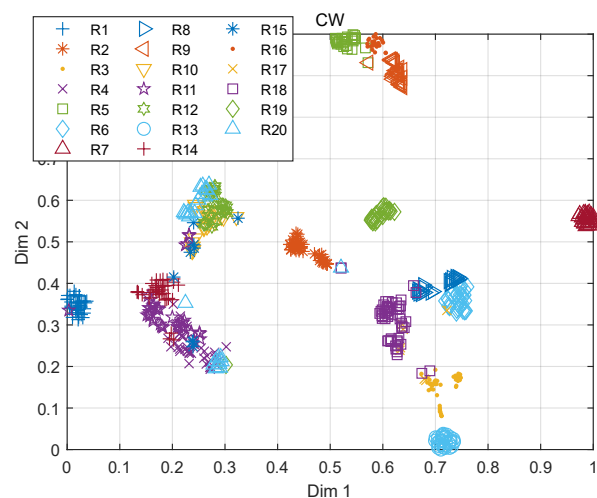 CW
R1 R8 R15
R2 R9 R16
R3 R10 R17
R4 R11 R18
R5 R12 R19
R6 R13 R20
R7 R14
0.6
0.5
0.4
0.3
0.2
0.1
0
Dim 2
0 0.1 0.2 0.3 0.4 0.5 0.6 0.7 0.8 0.9 1
Dim 1